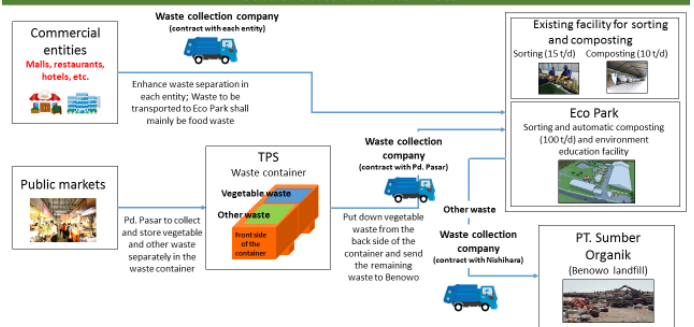 Commercial
entities
Malls, restaurants,
hotels, etc.
Waste collection company
(contract with each entity)
Enhance waste separation in
each entity; Waste to be
transported to Eco Park shall
mainly be food waste
Existing facility for sorting
and composting
Sorting (15 t/d) Composting (10 t/d)
Eco Park
Sorting and automatic composting
(100 t/d) and environment
education facility
Public markets
Pd. Pasar to collect
and store vegetable
and other waste
separately in the
waste container
TPS
Waste container
Vegetable waste
Other waste
Front side
of the
container
Waste collection
company
(contract with Pd. Pasar)
Put down vegetable
waste from the
back side of the
container and send
the remaining
waste to Benowo
Other waste
Waste collection
company
(contract with Nishihara)
PT. Sumber
Organik
(Benowo landfill)